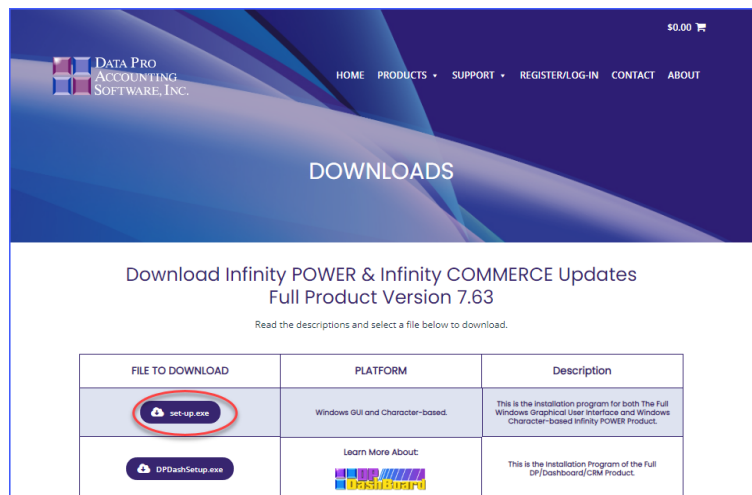 $0.00
DATA PRO
ACCOUNTING
SOFTWARE, INC.
HOME PRODUCTS SUPPORT REGISTER/LOG-IN CONTACT ABOUT
DOWNLOADS
Download Infinity POWER & Infinity COMMERCE Updates
Full Product Version 7.63
Read the descriptions and select a file below to download.
FILE TO DOWNLOAD PLATFORM Description
set-up.exe
Windows GUI and Character-based.
This is the installation program for both The Full
Windows Graphical User Interface and Windows
Character-based Infinity POWER Product.
DPDashSetup.exe
Learn More About:
DP
DashBoard
This is the Installation Program of the Full
DP/Dashboard/CRM Product.